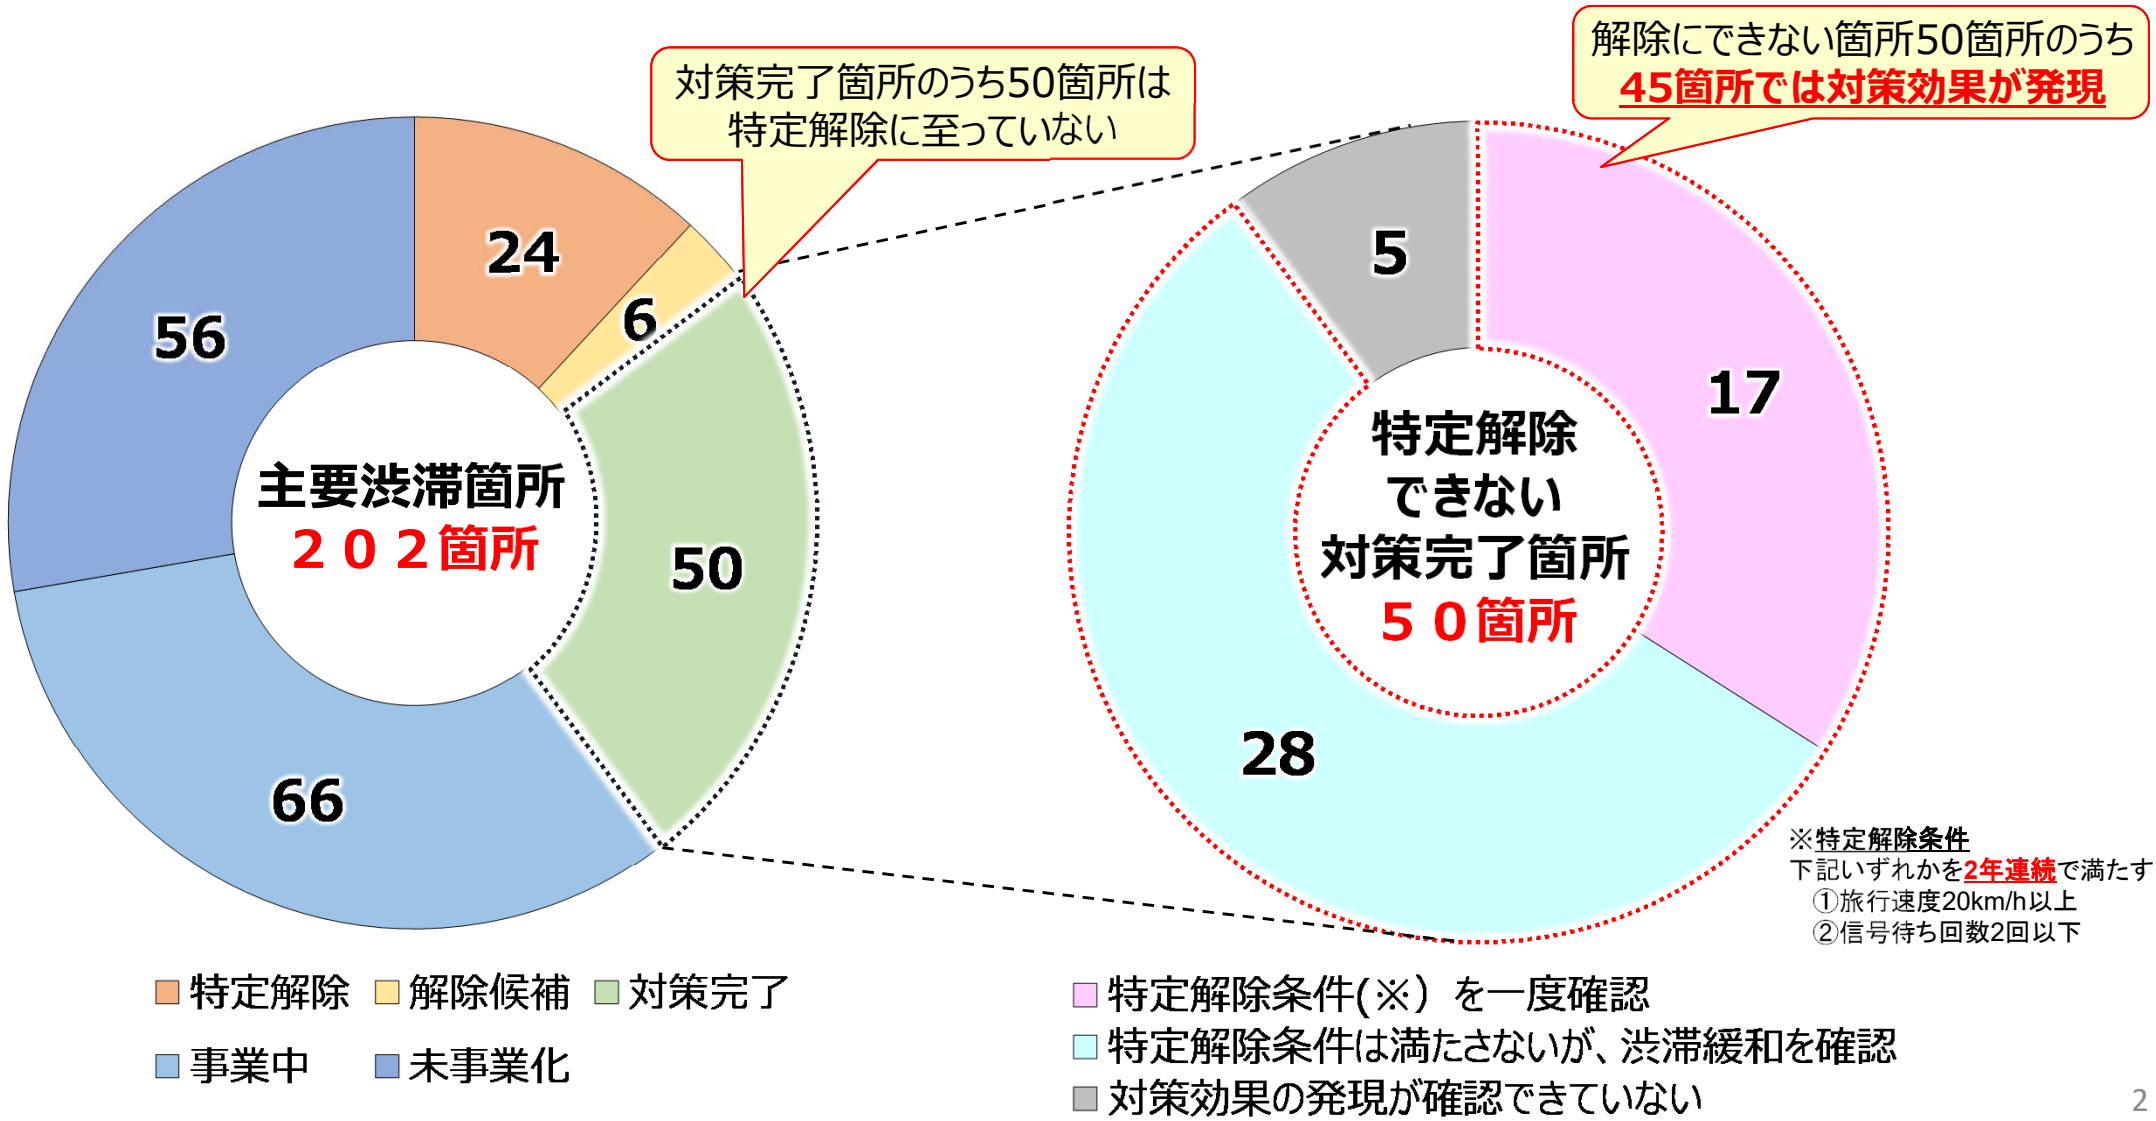 対策完了箇所のうち50箇所は
特定解除に至っていない
解除にできない箇所50箇所のうち
45箇所では対策効果が発現
24
6
50
66
56
主要渋滞箇所
２０２箇所
5
17
28
特定解除
できない
対策完了箇所
５０箇所
※特定解除条件
下記いずれかを2年連続で満たす
①旅行速度20km/h以上
②信号待ち回数2回以下
特定解除 解除候補 対策完了
事業中 未事業化
特定解除条件(※）を一度確認
特定解除条件は満たさないが、渋滞緩和を確認
対策効果の発現が確認できていない
2